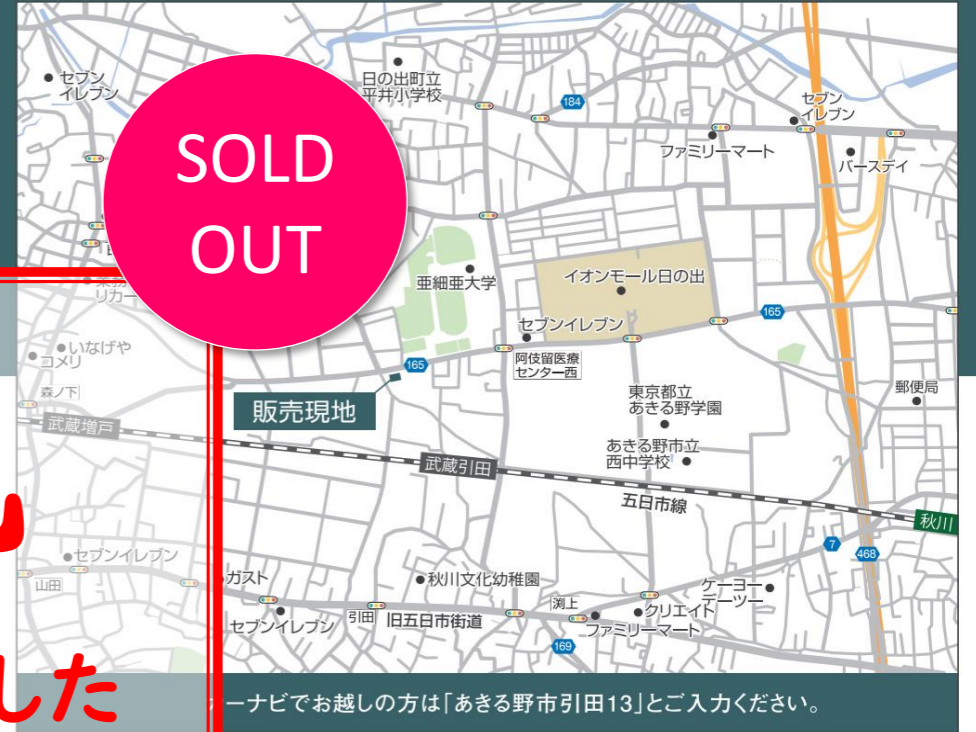 セブン
イレブン
日の出町立
平井小学校
184
セブン
イレブン
ファミリーマート
バースデイ
SOLD
OUT
亜細亜大学
イオンモール日の出
リカー
セブンイレブン
165
いなげや
コメリ
165
阿伎留医療
センター西
森ノ下
東京都立
あきる野学園
郵便局
販売現地
武蔵増戸
武蔵引田
あきる野市立
西中学校
五日市線
秋川
7
468
セブンイレブン
山田
ガスト
秋川文化幼稚園
ケーヨー
デーツー
渕上
クリエイト
セブンイレブン
引田
旧五日市街道
ファミリーマート
169
した
ーナビでお越しの方は「あきる野市引田13」とご入力ください。